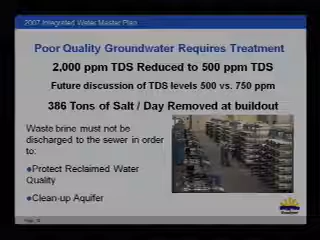 2007 Integrated Water Master Plan
Poor Quality Groundwater Requires Treatment
2,000 ppm TDS Reduced to 500 ppm TDS
Future discussion of TDS levels 500 vs. 750 ppm
386 Tons of Salt / Day Removed at buildout
Waste brine must not be
discharged to the sewer in order
to:
●Protect Reclaimed Water
Quality
●Clean-up Aquifer